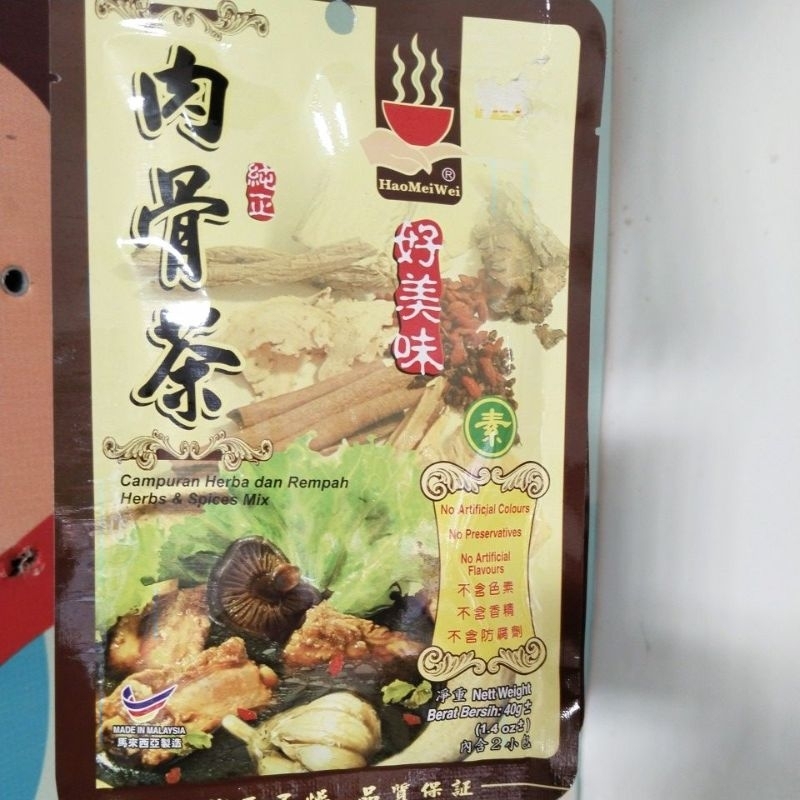 肉骨茶
純正
HaoMeiWei®
好美味
素
Campuran Herba dan Rempah
Herbs & Spices Mix
No Artificial Colours
No Preservatives
No Artificial
Flavours
不含色素
不含香精
不含防腐劑
淨重 Nett Weight
Berat Bersih: 40g±
(1.4 oz±)
內含2小包
MADE IN MALAYSIA
馬來西亞製造
品質保証